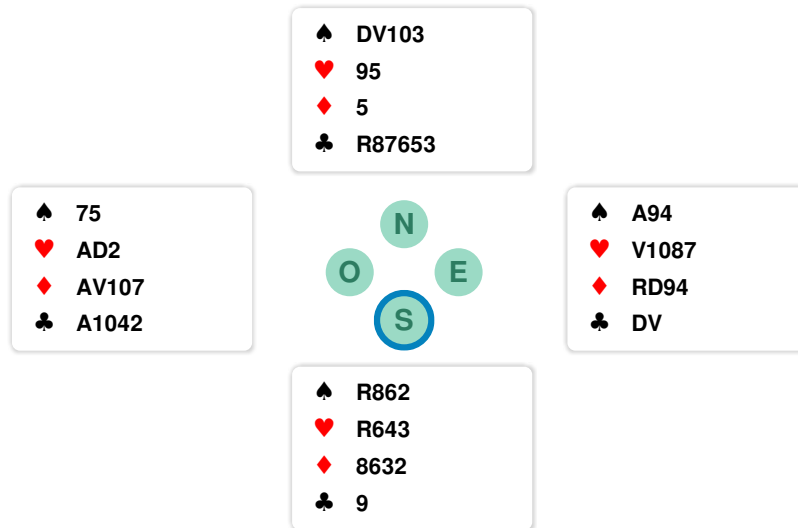 ♠ DV103
♥ 95
♦ 5
♣ R87653
♠ 75
♥ AD2
♦ AV107
♣ A1042
N
O E
S
♠ A94
♥ V1087
♦ RD94
♣ DV
♠ R862
♥ R643
♦ 8632
♣ 9